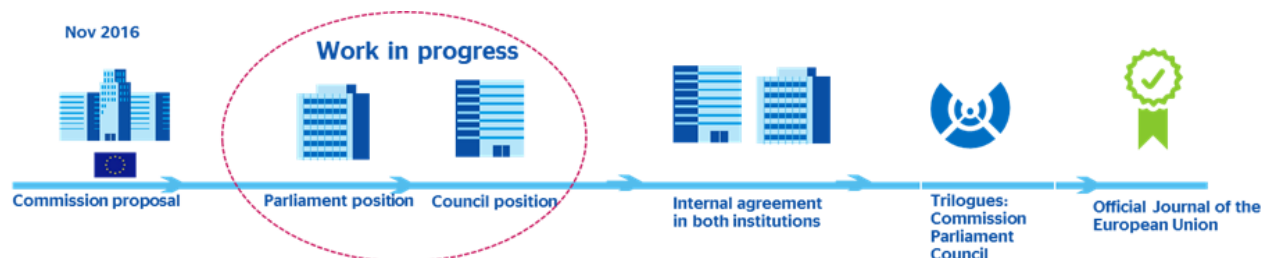 Nov 2016
Work in progress
Commission proposal
Parliament position
Council position
Internal agreement
in both institutions
Trilogues:
Commission
Parliament
Council
Official Journal of the
European Union